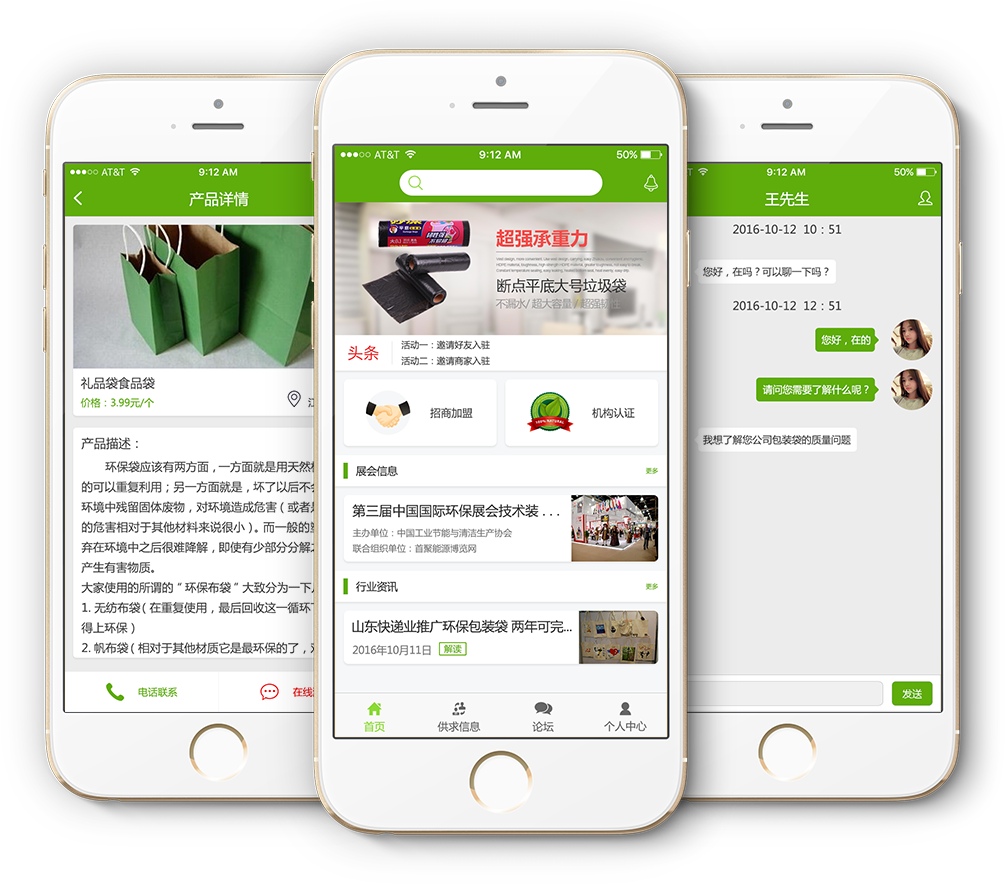 AT&T
9:12 AM
产品详情
礼品袋食品袋
价格：3.99元/个
产品描述：
环保袋应该有两方面，一方面就是用天然
的可以重复利用；另一方面就是，坏了以后不
环境中残留固体废物，对环境造成危害（或者
的危害相对于其他材料来说很小）。而一般的
弃在环境中之后很难降解，即使有少部分分解
产生有害物质。
大家使用的所谓的“环保布袋”大致分为一下
1. 无纺布袋（在重复使用，最后回收这一循环
得上环保）
2. 帆布袋（相对于其他材质它是最环保的了，
电话联系
在线
AT&T
9:12 AM
50%
超强承重力
断点平底大号垃圾袋
不漏水/ 超大容量 / 超强
头条
活动一：邀请好友入驻
活动二：邀请商家入驻
招商加盟
100% NATURAL
机构认证
展会信息
更多
第三届中国国际环保展会技术装 . . .
主办单位：中国工业节能与清洁生产协会
联合组织单位：首聚能源博览网
行业资讯
更多
山东快递业推广环保包装袋 两年可完...
2016年10月11日
解读
首页
供求信息
论坛
个人中心
T
9:12 AM
50%
王先生
2016-10-12 10：51
您好，在吗？可以聊一下吗？
2016-10-12 12：51
您好，在的
请问您需要了解什么呢？
我想了解您公司包装袋的质量问题
发送